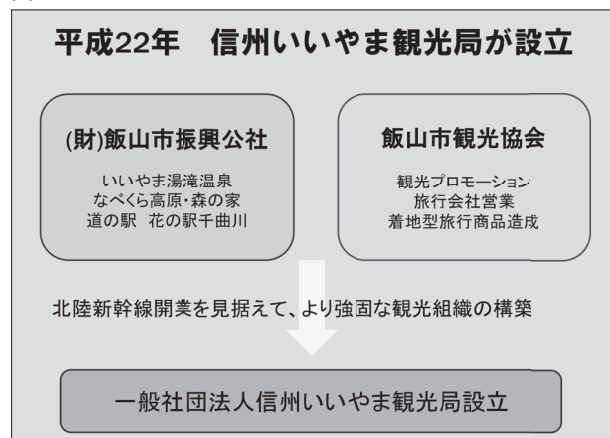 平成22年　信州いいやま観光局が設立
(財)飯山市振興公社
いいやま湯滝温泉
なべくら高原・森の家
道の駅　花の駅千曲川
飯山市観光協会
観光プロモーション
旅行会社営業
着地型旅行商品造成
北陸新幹線開業を見据えて、より強固な観光組織の構築
一般社団法人信州いいやま観光局設立